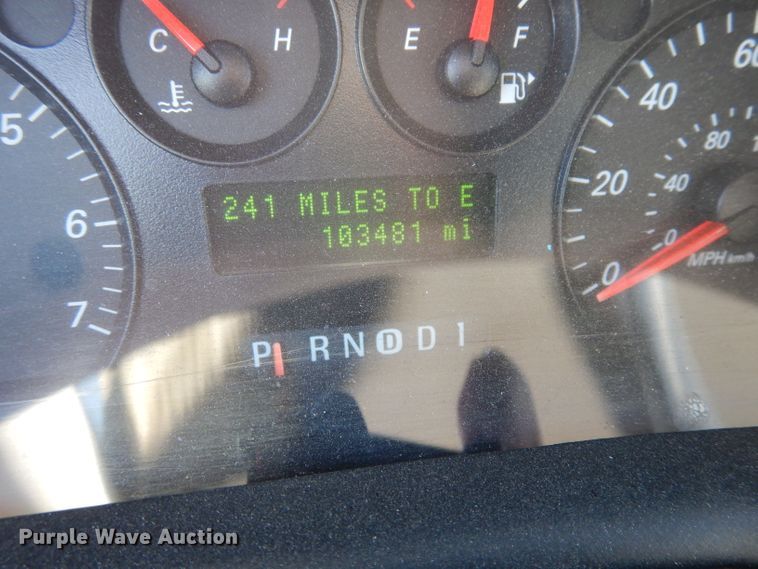 C H
E F
5
6
7
241 MILES TO E
103481 mi
P R N D D 1
0 20 40 60
0 40 80
MPH km/h
Purple Wave Auction